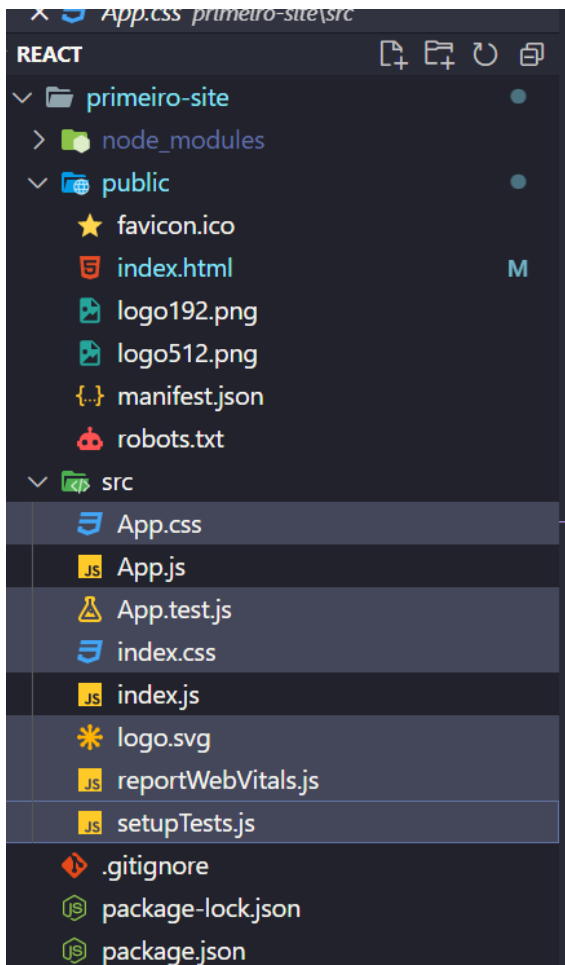 App.css primeiro-site\src
REACT
primeiro-site
node_modules
public
favicon.ico
index.html M
logo192.png
logo512.png
manifest.json
robots.txt
src
App.css
App.js
App.test.js
index.css
index.js
logo.svg
reportWebVitals.js
setupTests.js
.gitignore
package-lock.json
package.json